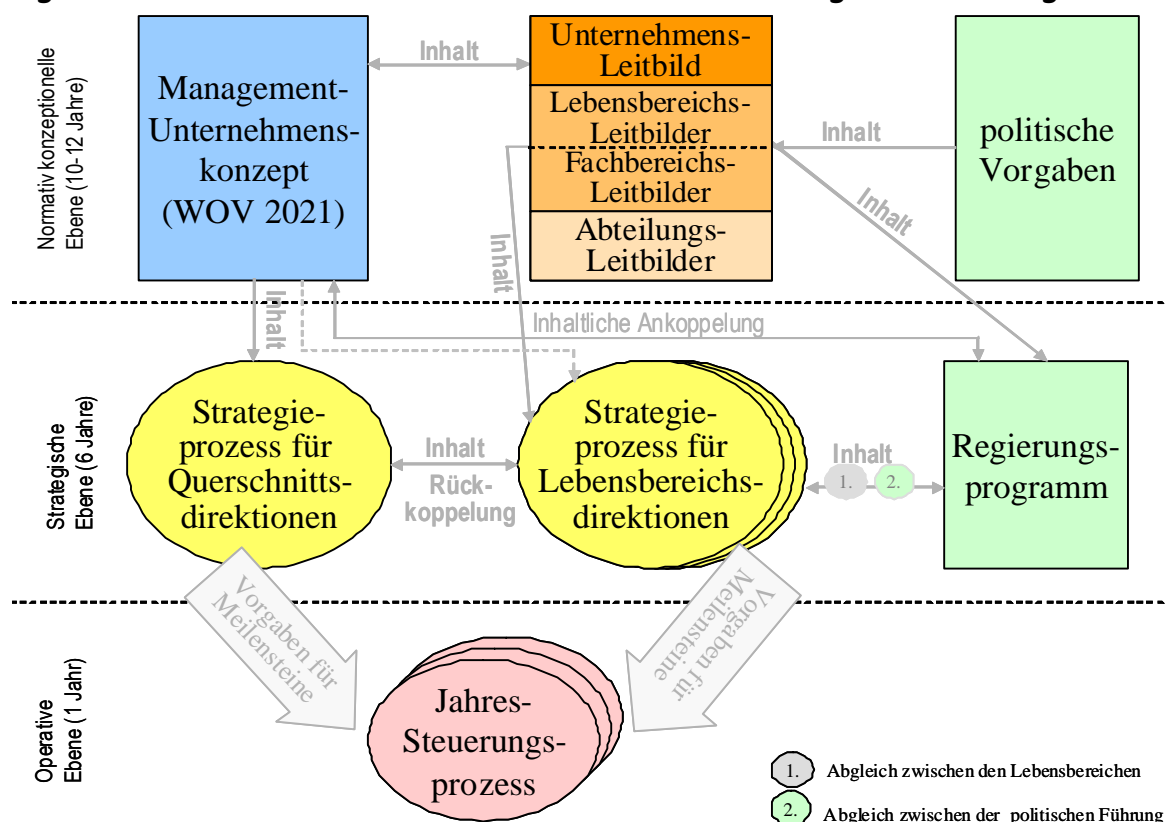 Normativ konzeptionelle
Ebene (10-12 Jahre)
Management-
Unternehmens-
konzept
(WOV 2021)
Inhalt
Unternehmens-
Leitbild
Lebensbereichs-
Leitbilder
Fachbereichs-
Leitbilder
Abteilungs-
Leitbilder
Inhalt
politische
Vorgaben
Inhalt
Inhalt
Inhalt
Inhaltliche Ankoppelung
Strategische
Ebene (6 Jahre)
Strategie-
prozess für
Querschnitts-
direktionen
Inhalt
Rück-
koppelung
Strategie-
prozess für
Lebensbereichs-
direktionen
Inhalt
1.
2.
Regierungs-
programm
Vorgaben für
Meilensteine
Vorgaben für
Meilensteine
Operative
Ebene (1 Jahr)
Jahres-
Steuerungs-
prozess
1. Abgleich zwischen den Lebensbereichen
2. Abgleich zwischen der politischen Führung